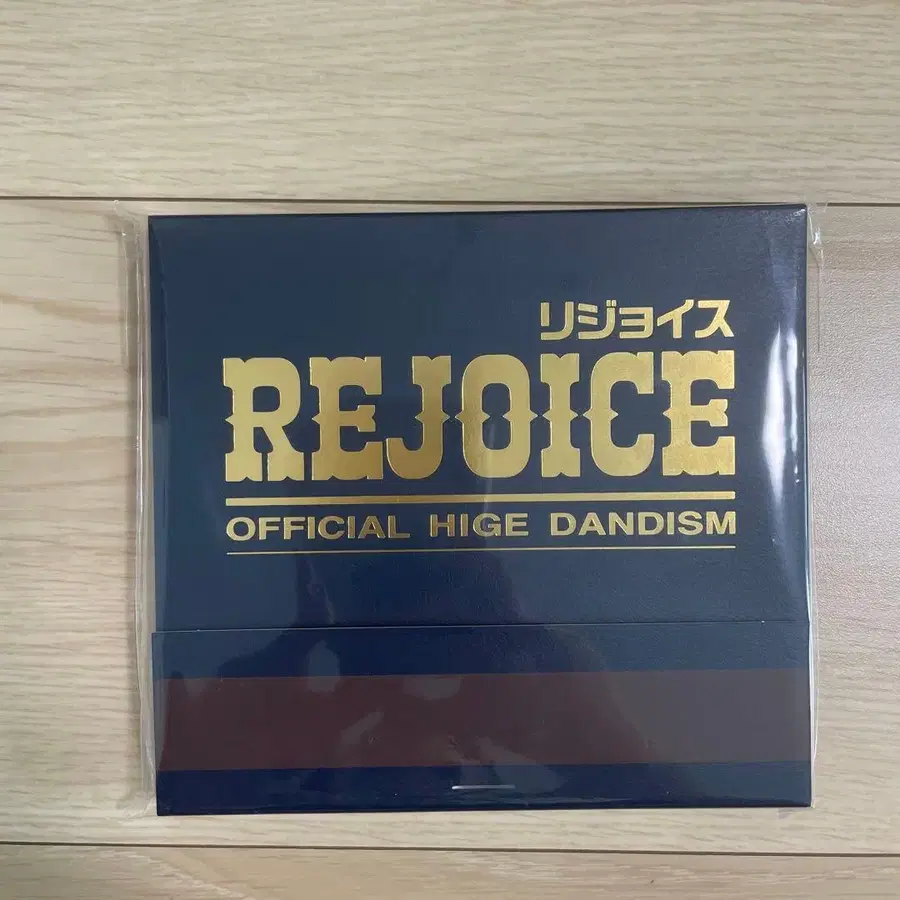 リジョイス
REJOICE
OFFICIAL HIGE DANDISM